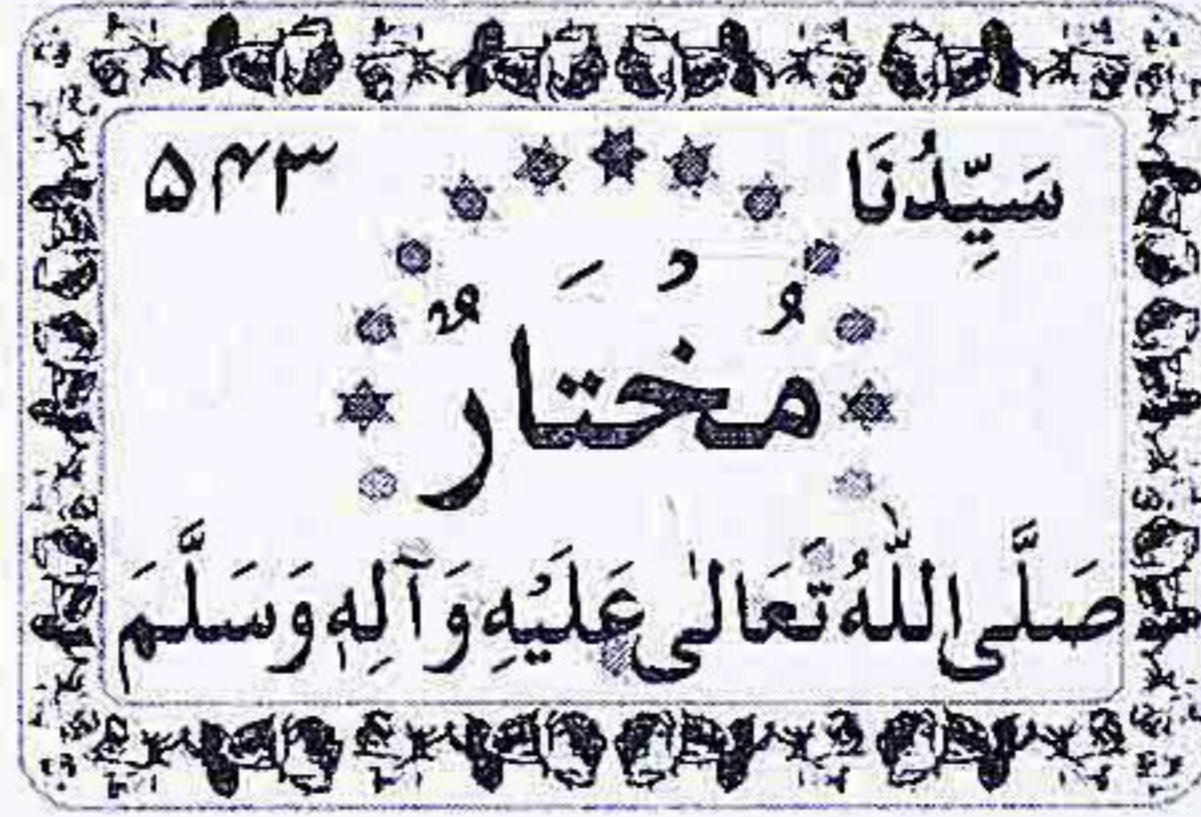 سَيِّدُنَا ۵۴۳
مُخْتَارٌ
صَلَّى اللّٰهُ تَعَالٰى عَلَيْهِ وَآلِهٖ وَسَلَّمَ